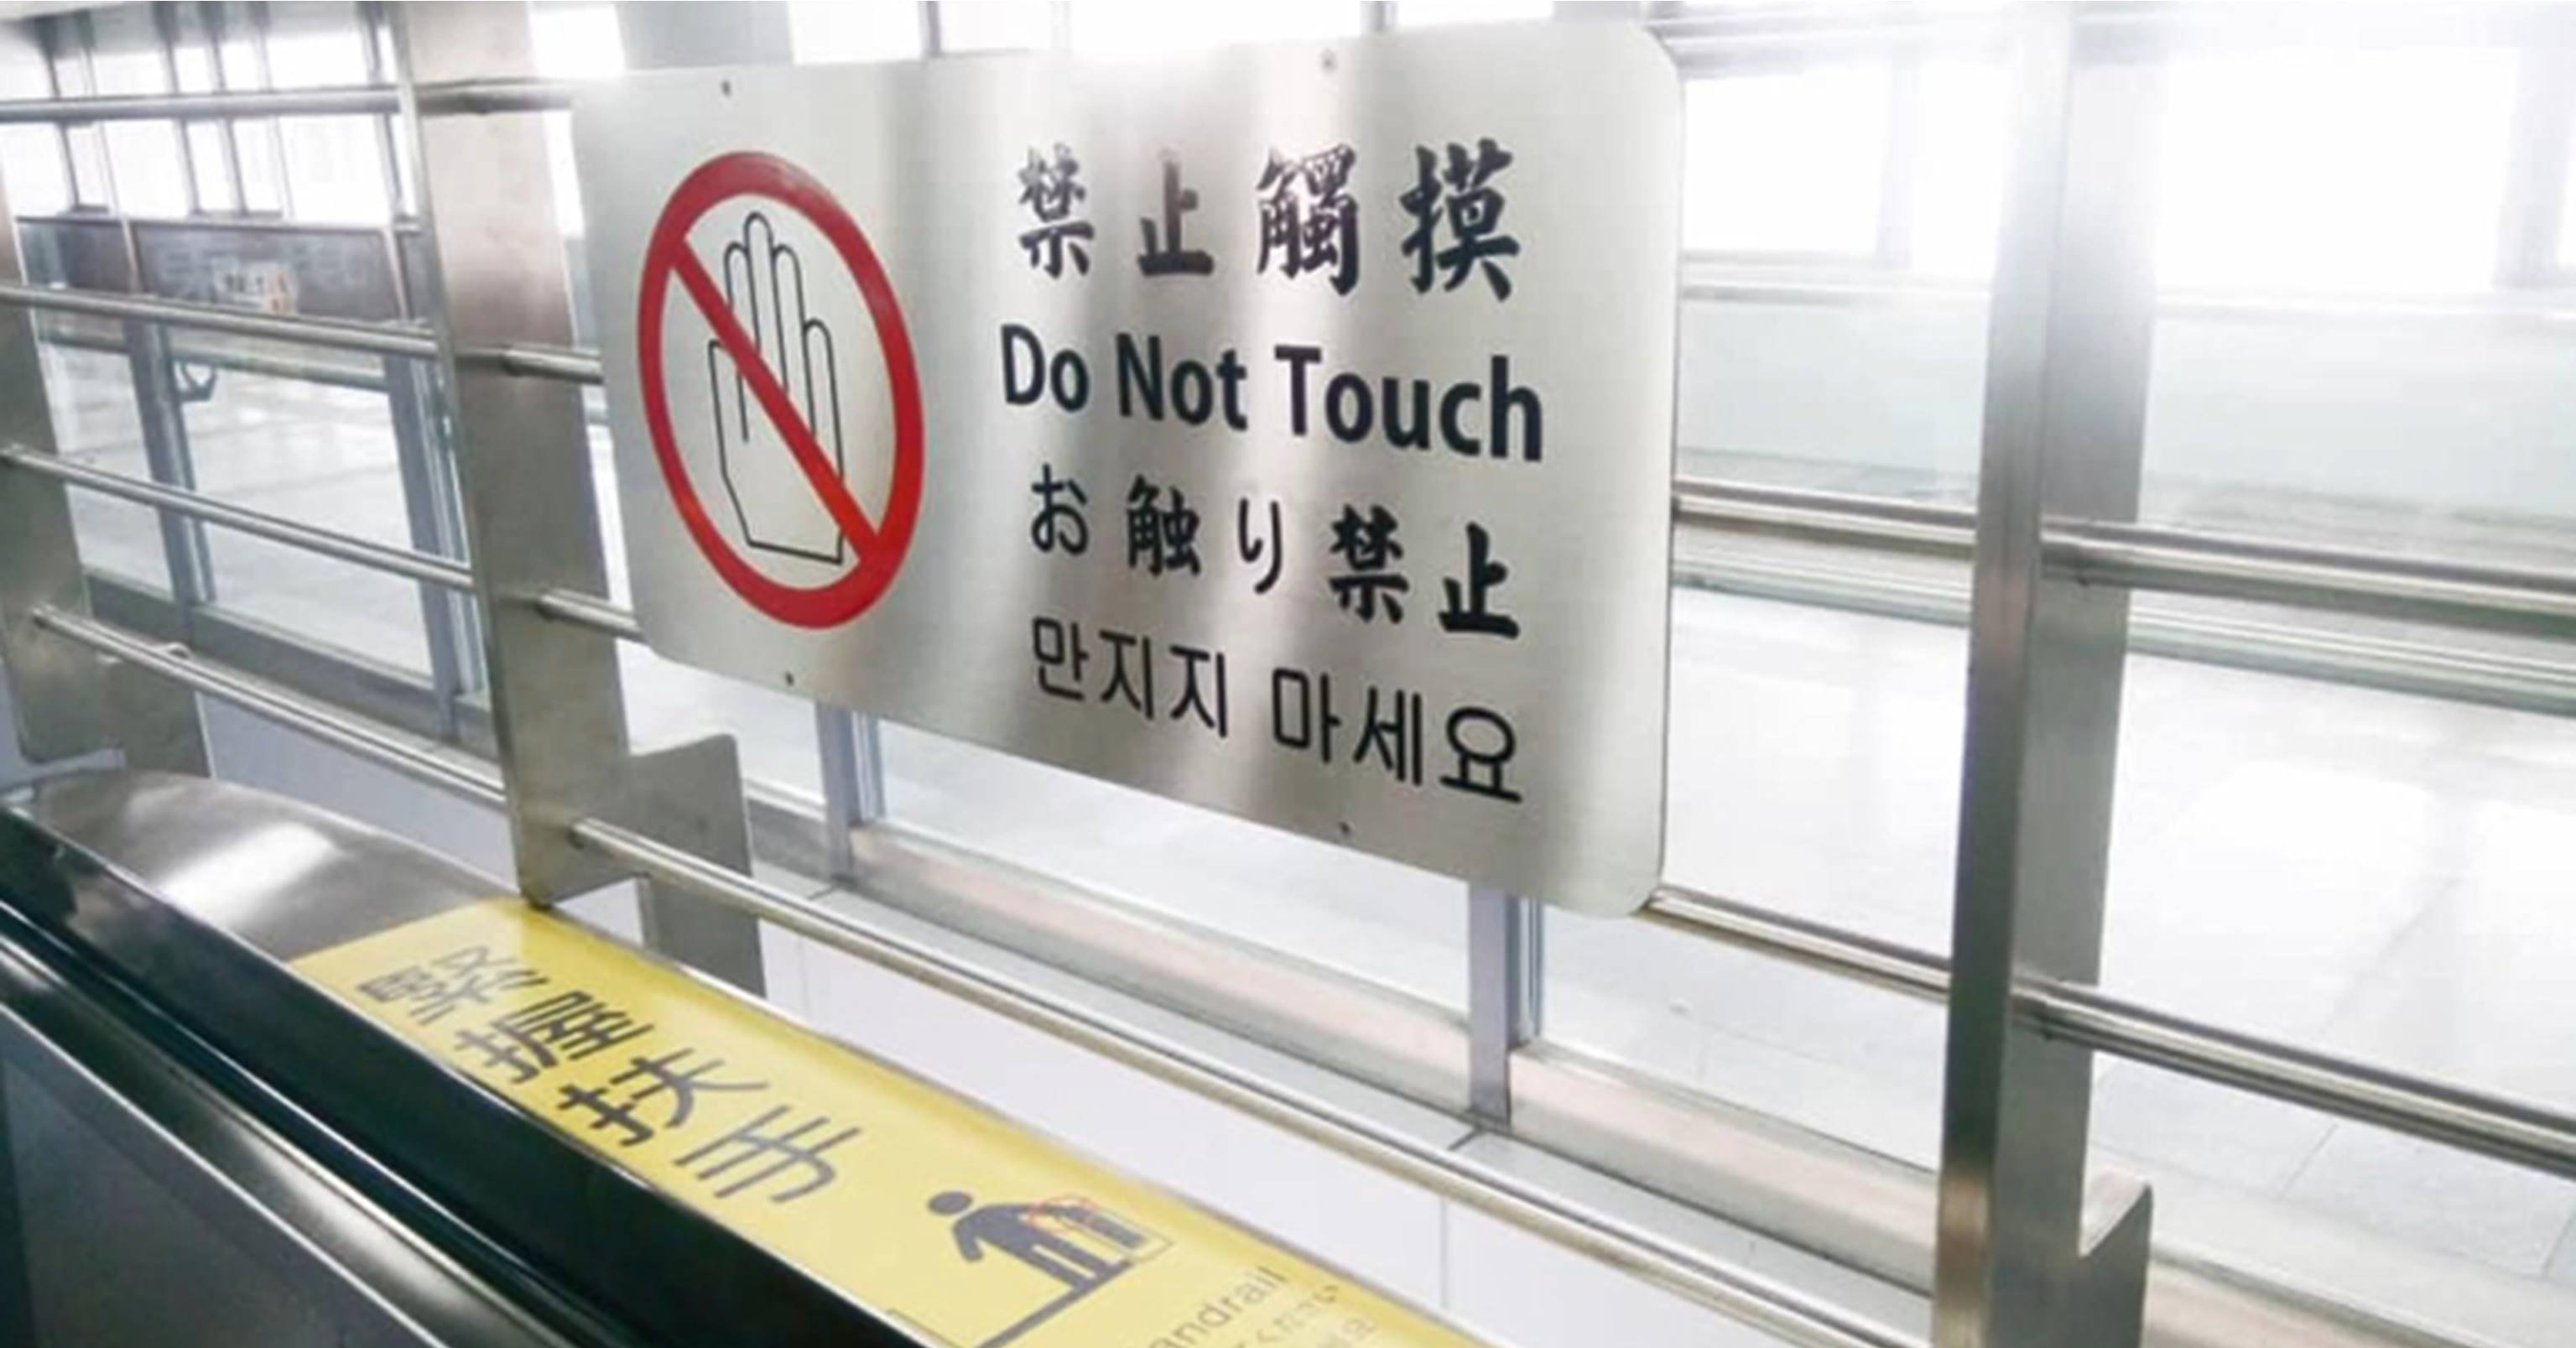 禁止觸摸
Do Not Touch
お触り禁止
만지지 마세요
緊握扶手
andrail